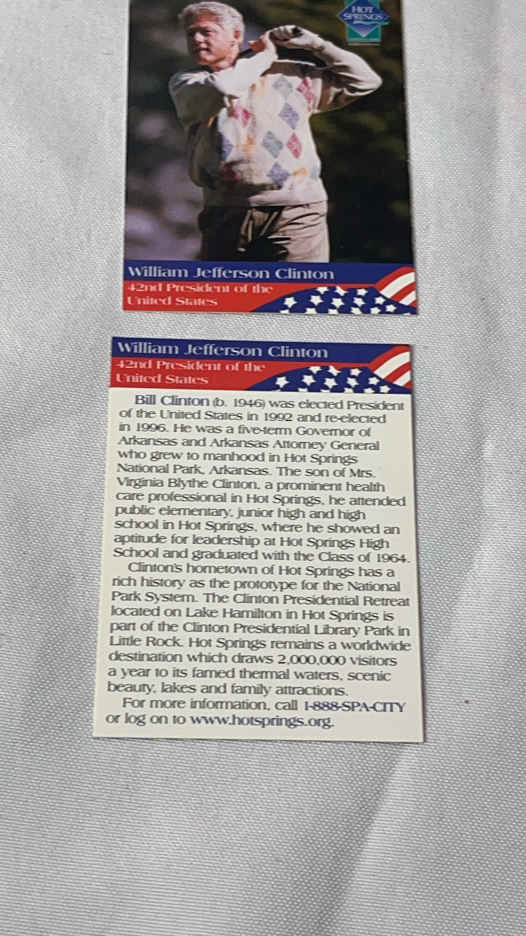 HOT
SPRINGS
William Jefferson Clinton
42nd President of the
United States
William Jefferson Clinton
42nd President of the
United States
Bill Clinton (b. 1946) was elected President
of the United States in 1992 and re-elected
in 1996. He was a five-term Governor of
Arkansas and Arkansas Attorney General
who grew to manhood in Hot Springs
National Park, Arkansas. The son of Mrs.
Virginia Blythe Clinton, a prominent health
care professional in Hot Springs, he attended
public elementary, junior high and high
school in Hot Springs, where he showed an
aptitude for leadership at Hot Springs High
School and graduated with the Class of 1964.
Clinton's hometown of Hot Springs has a
rich history as the prototype for the National
Park System. The Clinton Presidential Retreat
located on Lake Hamilton in Hot Springs is
part of the Clinton Presidential Library Park in
Little Rock. Hot Springs remains a worldwide
destination which draws 2,000,000 visitors
a year to its famed thermal waters, scenic
beauty, lakes and family attractions.
For more information, call 1-888-SPA-CITY
or log on to www.hotsprings.org.